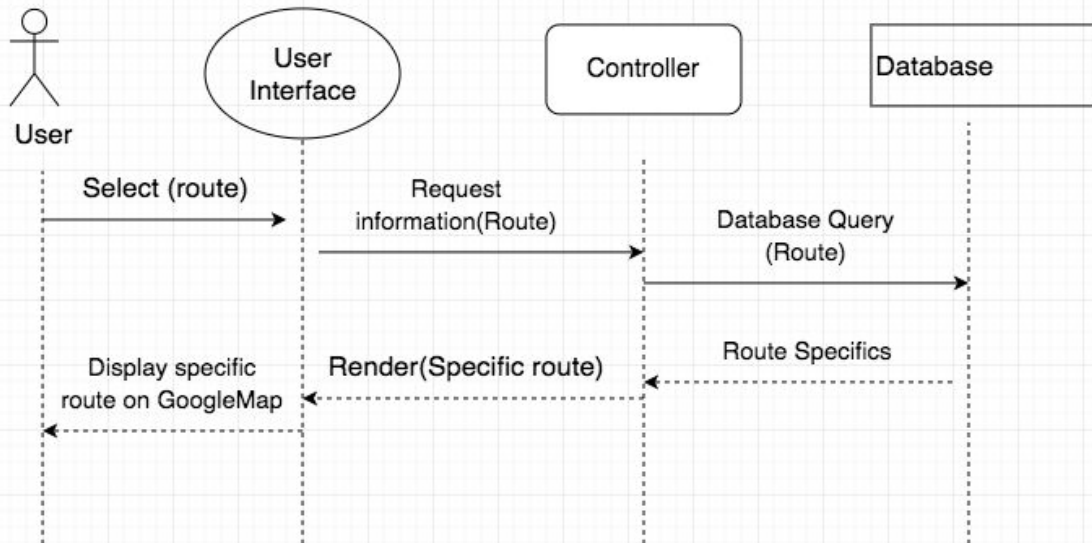 User
Interface
Controller
Database
User
Select (route)
Request
information(Route)
Database Query
(Route)
Route Specifics
Render(Specific route)
Display specific
route on GoogleMap